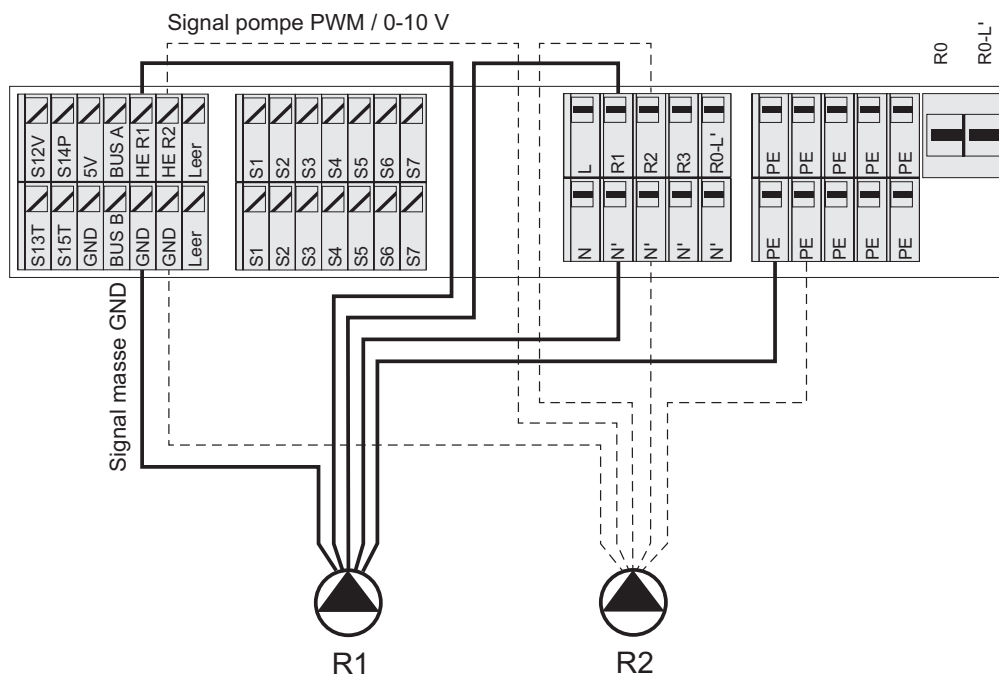 Signal pompe PWM / 0-10 V
R0
R0-L'
S12V
S14P
5V
BUS A
HE R1
HE R2
Leer
S1
S2
S3
S4
S5
S6
S7
L
R1
R2
R3
R0-L'
PE
PE
PE
PE
PE
S13T
S15T
GND
BUS B
GND
GND
Leer
S1
S2
S3
S4
S5
S6
S7
N
N'
N'
N'
N'
PE
PE
PE
PE
PE
Signal masse GND
R1
R2